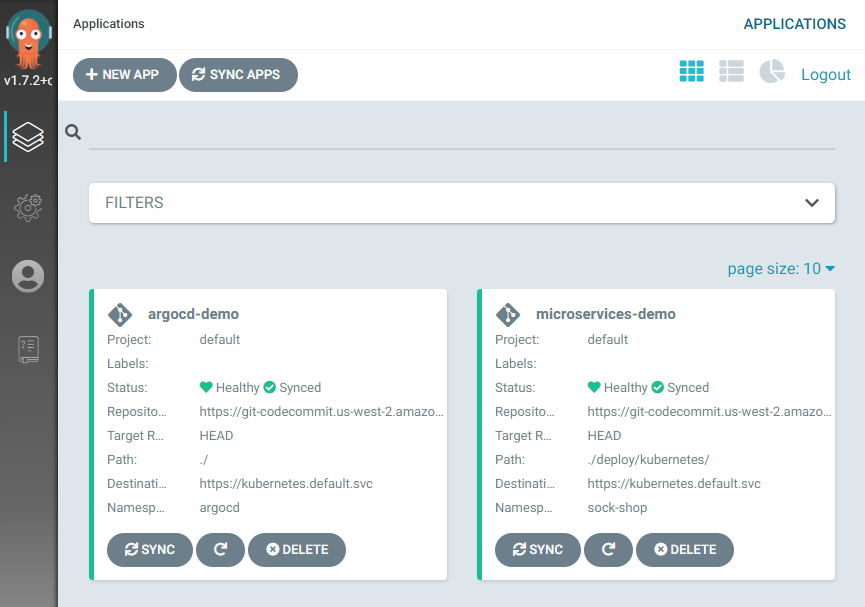 Applications
APPLICATIONS
v1.7.2+c
NEW APP
SYNC APPS
Logout
FILTERS
page size: 10
argocd-demo
Project: default
Labels:
Status: Healthy Synced
Reposito... https://git-codecommit.us-west-2.amazo...
Target R... HEAD
Path: ./
Destinati... https://kubernetes.default.svc
Namesp... argocd
SYNC
DELETE
microservices-demo
Project: default
Labels:
Status: Healthy Synced
Reposito... https://git-codecommit.us-west-2.amazo...
Target R... HEAD
Path: ./deploy/kubernetes/
Destinati... https://kubernetes.default.svc
Namesp... sock-shop
SYNC
DELETE